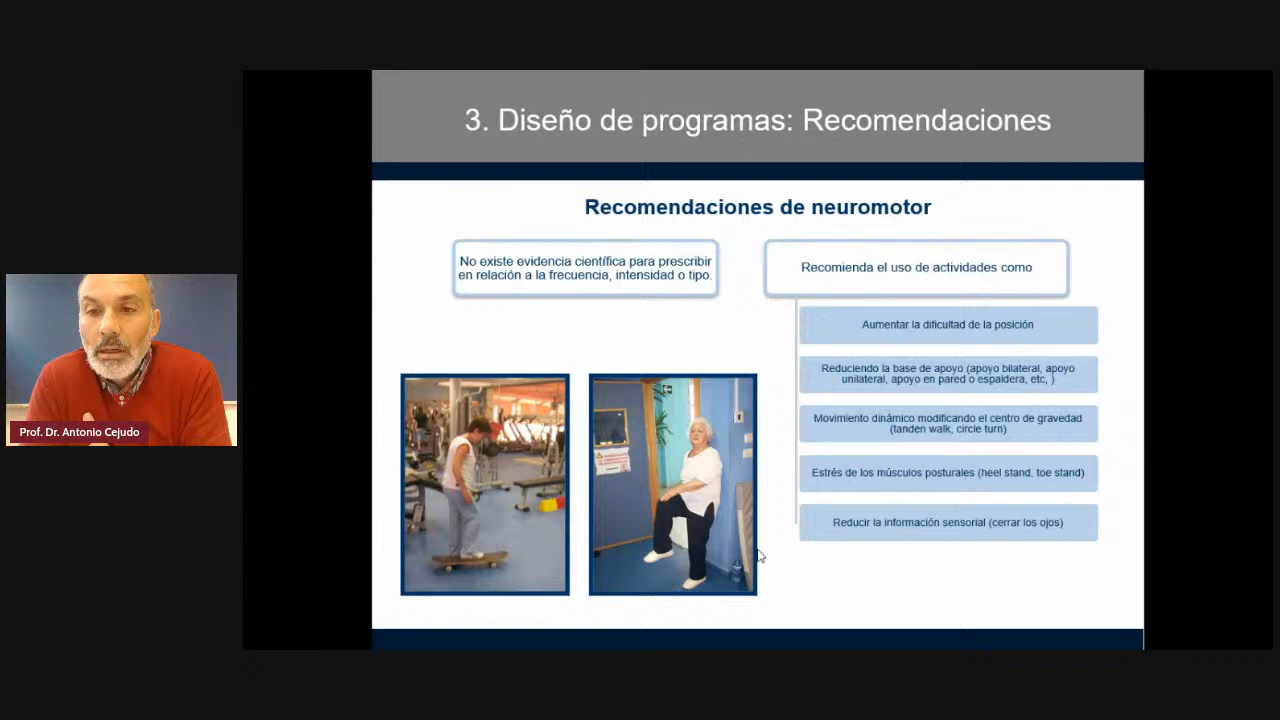 3. Diseño de programas: Recomendaciones
Recomendaciones de neuromotor
No existe evidencia científica para prescribir
en relación a la frecuencia, intensidad o tipo.
Recomienda el uso de actividades como
Aumentar la dificultad de la posición
Reduciendo la base de apoyo (apoyo bilateral, apoyo
unilateral, apoyo en pared o espaldera, etc, )
Movimiento dinámico modificando el centro de gravedad
(tanden walk, circle turn)
Estrés de los músculos posturales (heel stand, toe stand)
Reducir la información sensorial (cerrar los ojos)
Prof. Dr. Antonio Cejudo